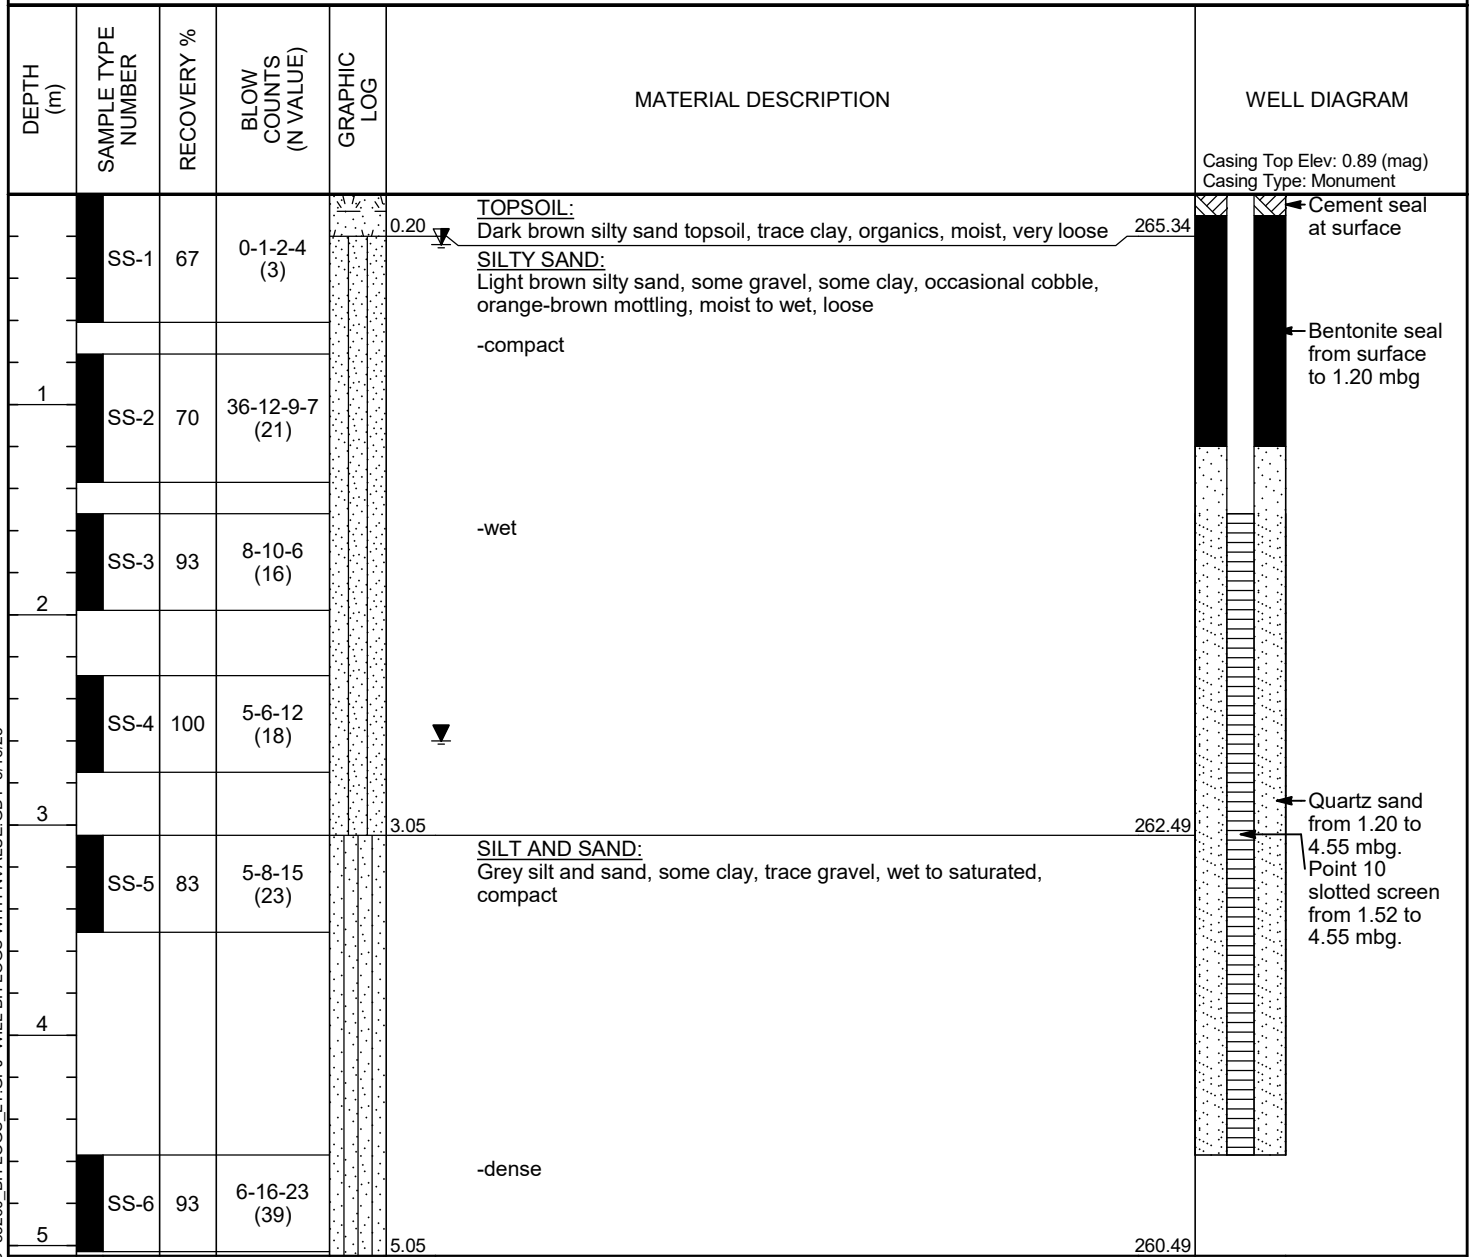 DEPTH
(m)
SAMPLE TYPE
NUMBER
RECOVERY %
BLOW
COUNTS
(N VALUE)
GRAPHIC
LOG
MATERIAL DESCRIPTION
WELL DIAGRAM
Casing Top Elev: 0.89 (mag)
Casing Type: Monument
TOPSOIL:
0.20
Dark brown silty sand topsoil, trace clay, organics, moist, very loose
265.34
Cement seal
at surface
SS-1
67
0-1-2-4
(3)
SILTY SAND:
Light brown silty sand, some gravel, some clay, occasional cobble,
orange-brown mottling, moist to wet, loose
-compact
Bentonite seal
from surface
to 1.20 mbg
1
SS-2
70
36-12-9-7
(21)
-wet
SS-3
93
8-10-6
(16)
2
SS-4
100
5-6-12
(18)
3
3.05
262.49
Quartz sand
from 1.20 to
4.55 mbg.
Point 10
slotted screen
from 1.52 to
4.55 mbg.
SILT AND SAND:
Grey silt and sand, some clay, trace gravel, wet to saturated,
compact
SS-5
83
5-8-15
(23)
4
-dense
SS-6
93
6-16-23
(39)
5
5.05
260.49